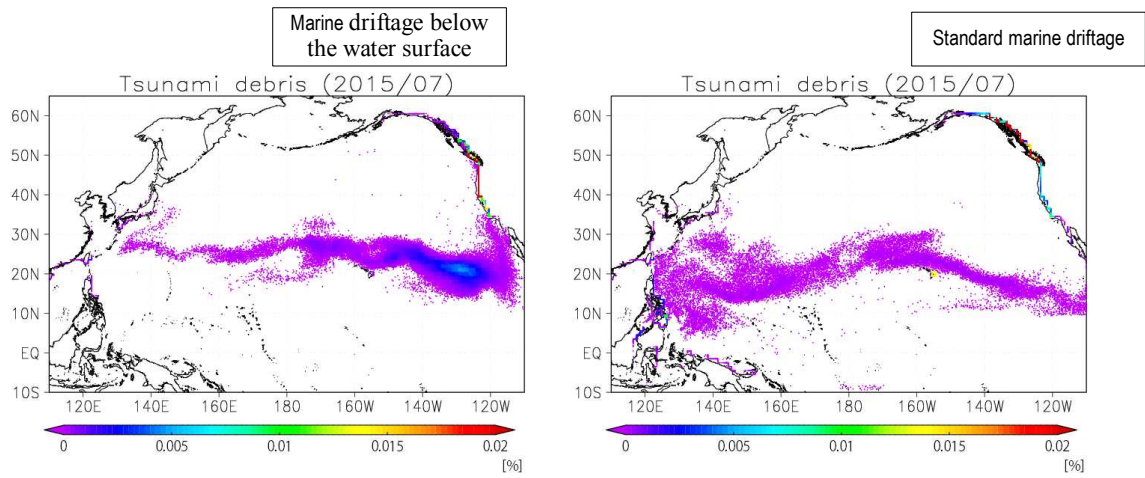 Marine driftage below
the water surface
Tsunami debris (2015/07)
60N
50N
40N
30N
20N
10N
EQ
10S
120E 140E 160E 180 160W 140W 120W
0 0.005 0.01 0.015 0.02
[%]
Standard marine driftage
Tsunami debris (2015/07)
60N
50N
40N
30N
20N
10N
EQ
10S
120E 140E 160E 180 160W 140W 120W
0 0.005 0.01 0.015 0.02
[%]